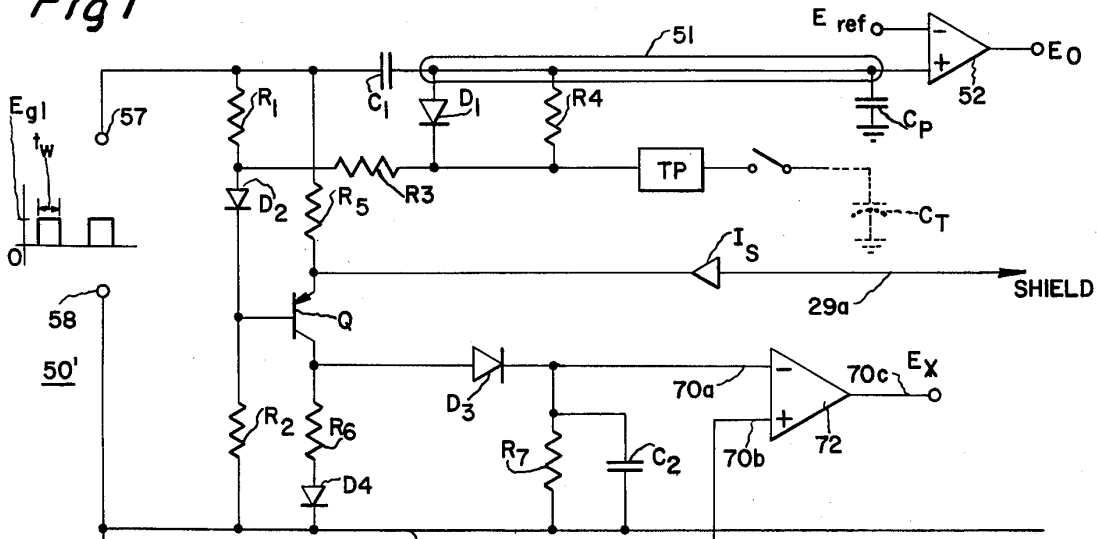 Fig 1
51
E ref
E0
52
C1
D1
R4
CP
R1
57
Eg1
tw
R3
TP
D2
R5
CT
0
IS
29a
SHIELD
58
Q
50'
D3
70a
70c
EX
R2
R6
R7
C2
70b
72
D4
- 
+
-
+